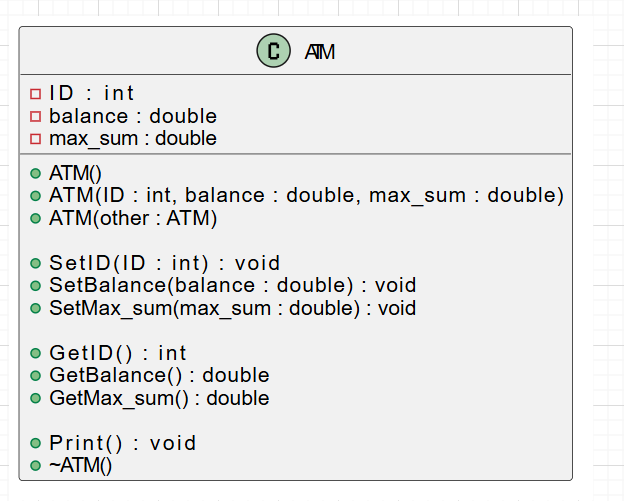 C ATM
ID : int
balance : double
max_sum : double
ATM()
ATM(ID : int, balance : double, max_sum : double)
ATM(other : ATM)
SetID(ID : int) : void
SetBalance(balance : double) : void
SetMax_sum(max_sum : double) : void
GetID() : int
GetBalance() : double
GetMax_sum() : double
Print() : void
~ATM()